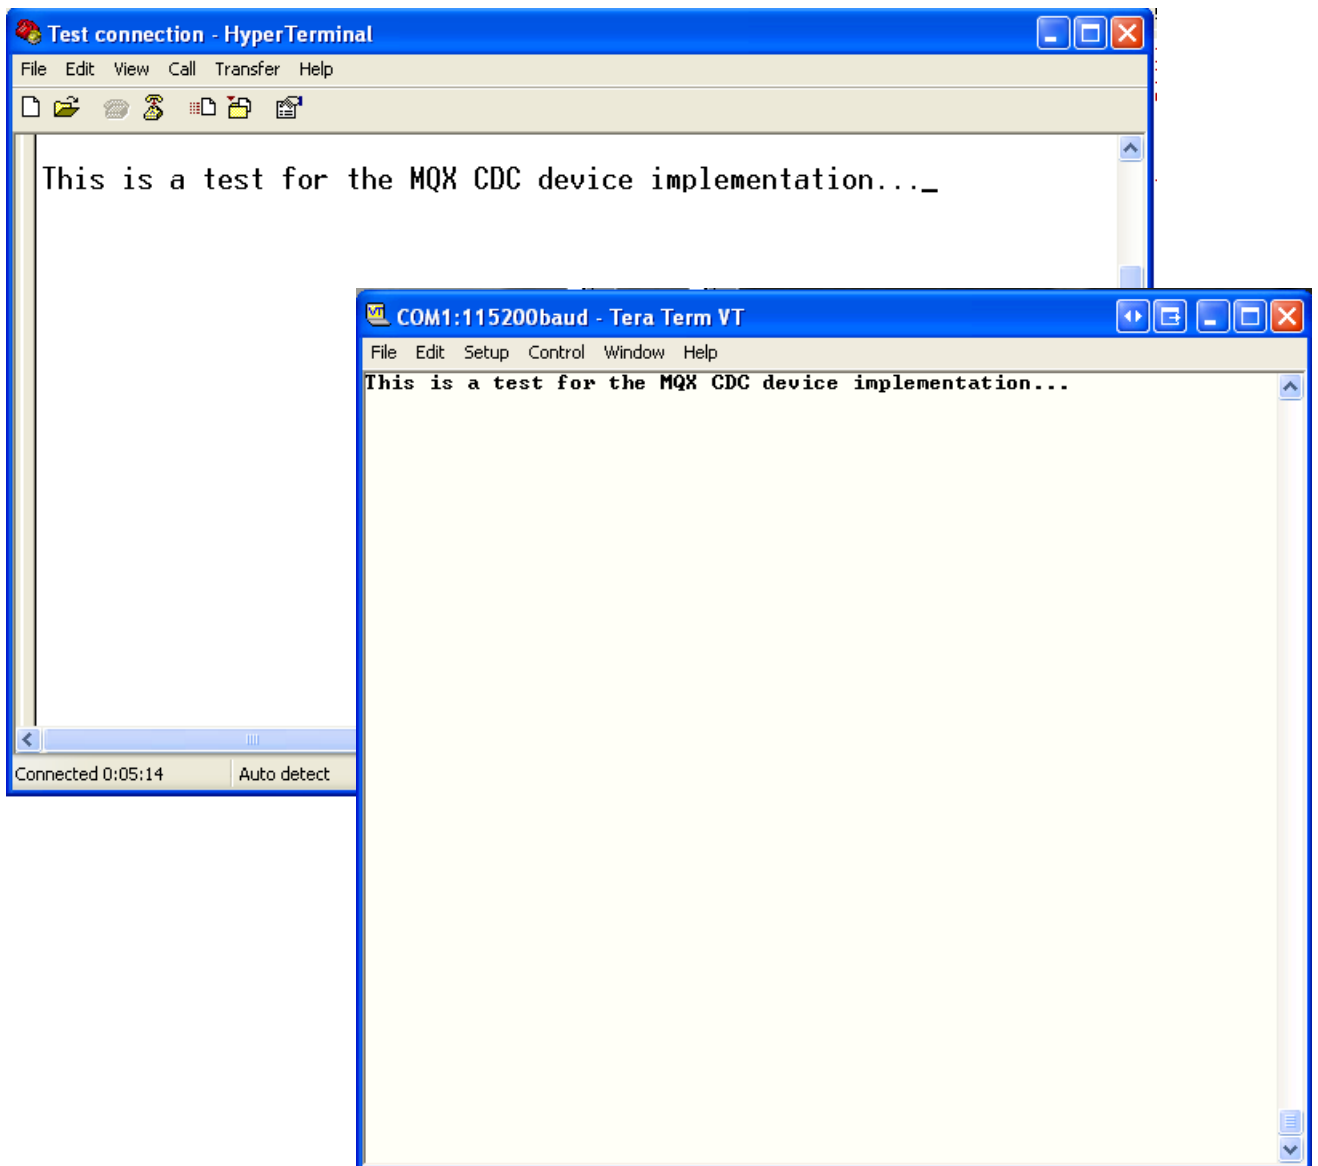 Test connection - HyperTerminal
File Edit View Call Transfer Help
This is a test for the MQX CDC device implementation..._
COM1:115200baud - Tera Term VT
File Edit Setup Control Window Help
This is a test for the MQX CDC device implementation...
Connected 0:05:14 Auto detect